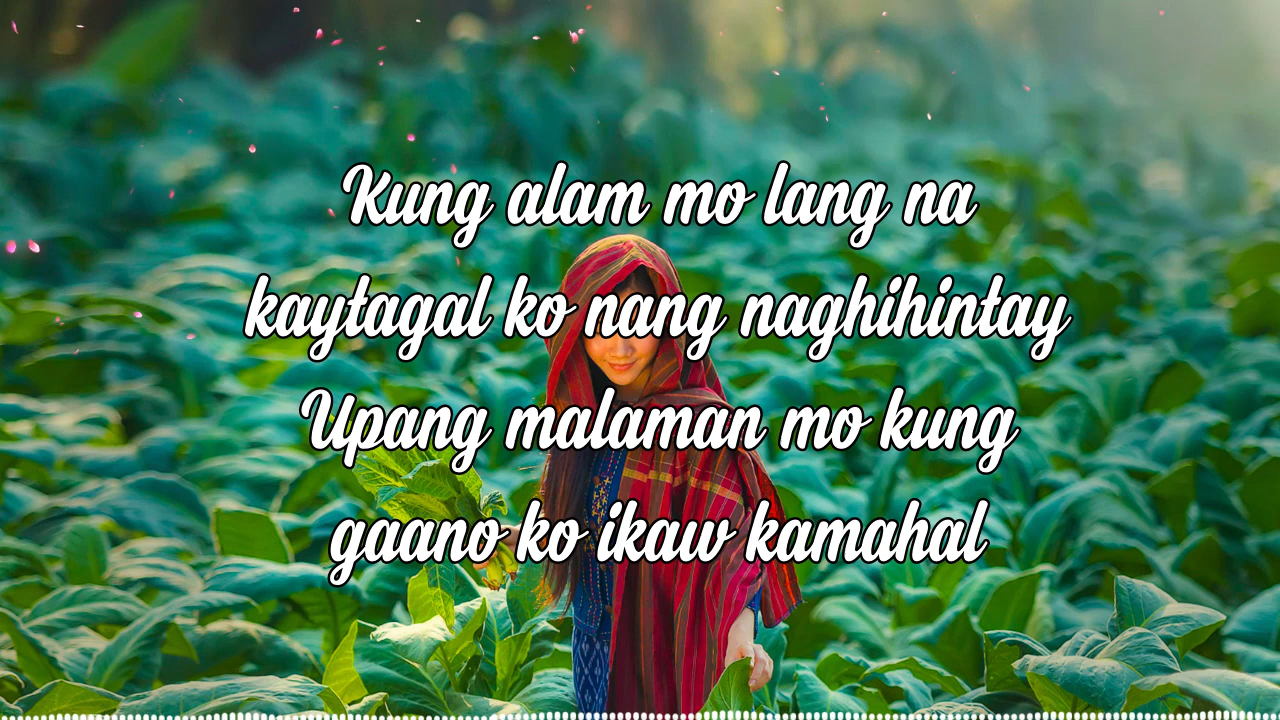 Kung alam mo lang na
kaytagal ko nang naghihintay
Upang malaman mo kung
gaano ko ikaw kamahal